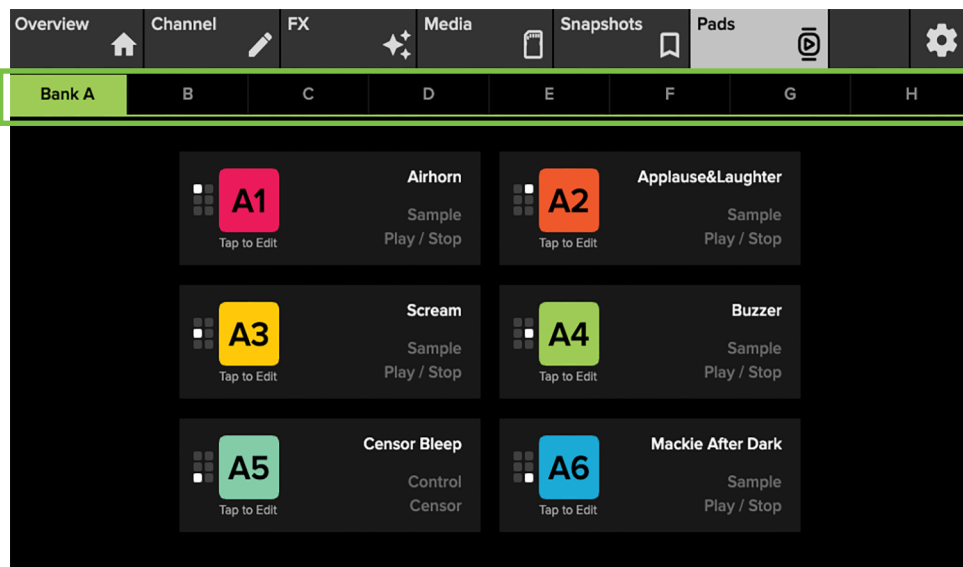 Overview Channel FX Media Snapshots Pads
Bank A B C D E F G H
A1
Tap to Edit
Airhorn
Sample
Play / Stop
A2
Tap to Edit
Applause&Laughter
Sample
Play / Stop
A3
Tap to Edit
Scream
Sample
Play / Stop
A4
Tap to Edit
Buzzer
Sample
Play / Stop
A5
Tap to Edit
Censor Bleep
Control
Censor
A6
Tap to Edit
Mackie After Dark
Sample
Play / Stop